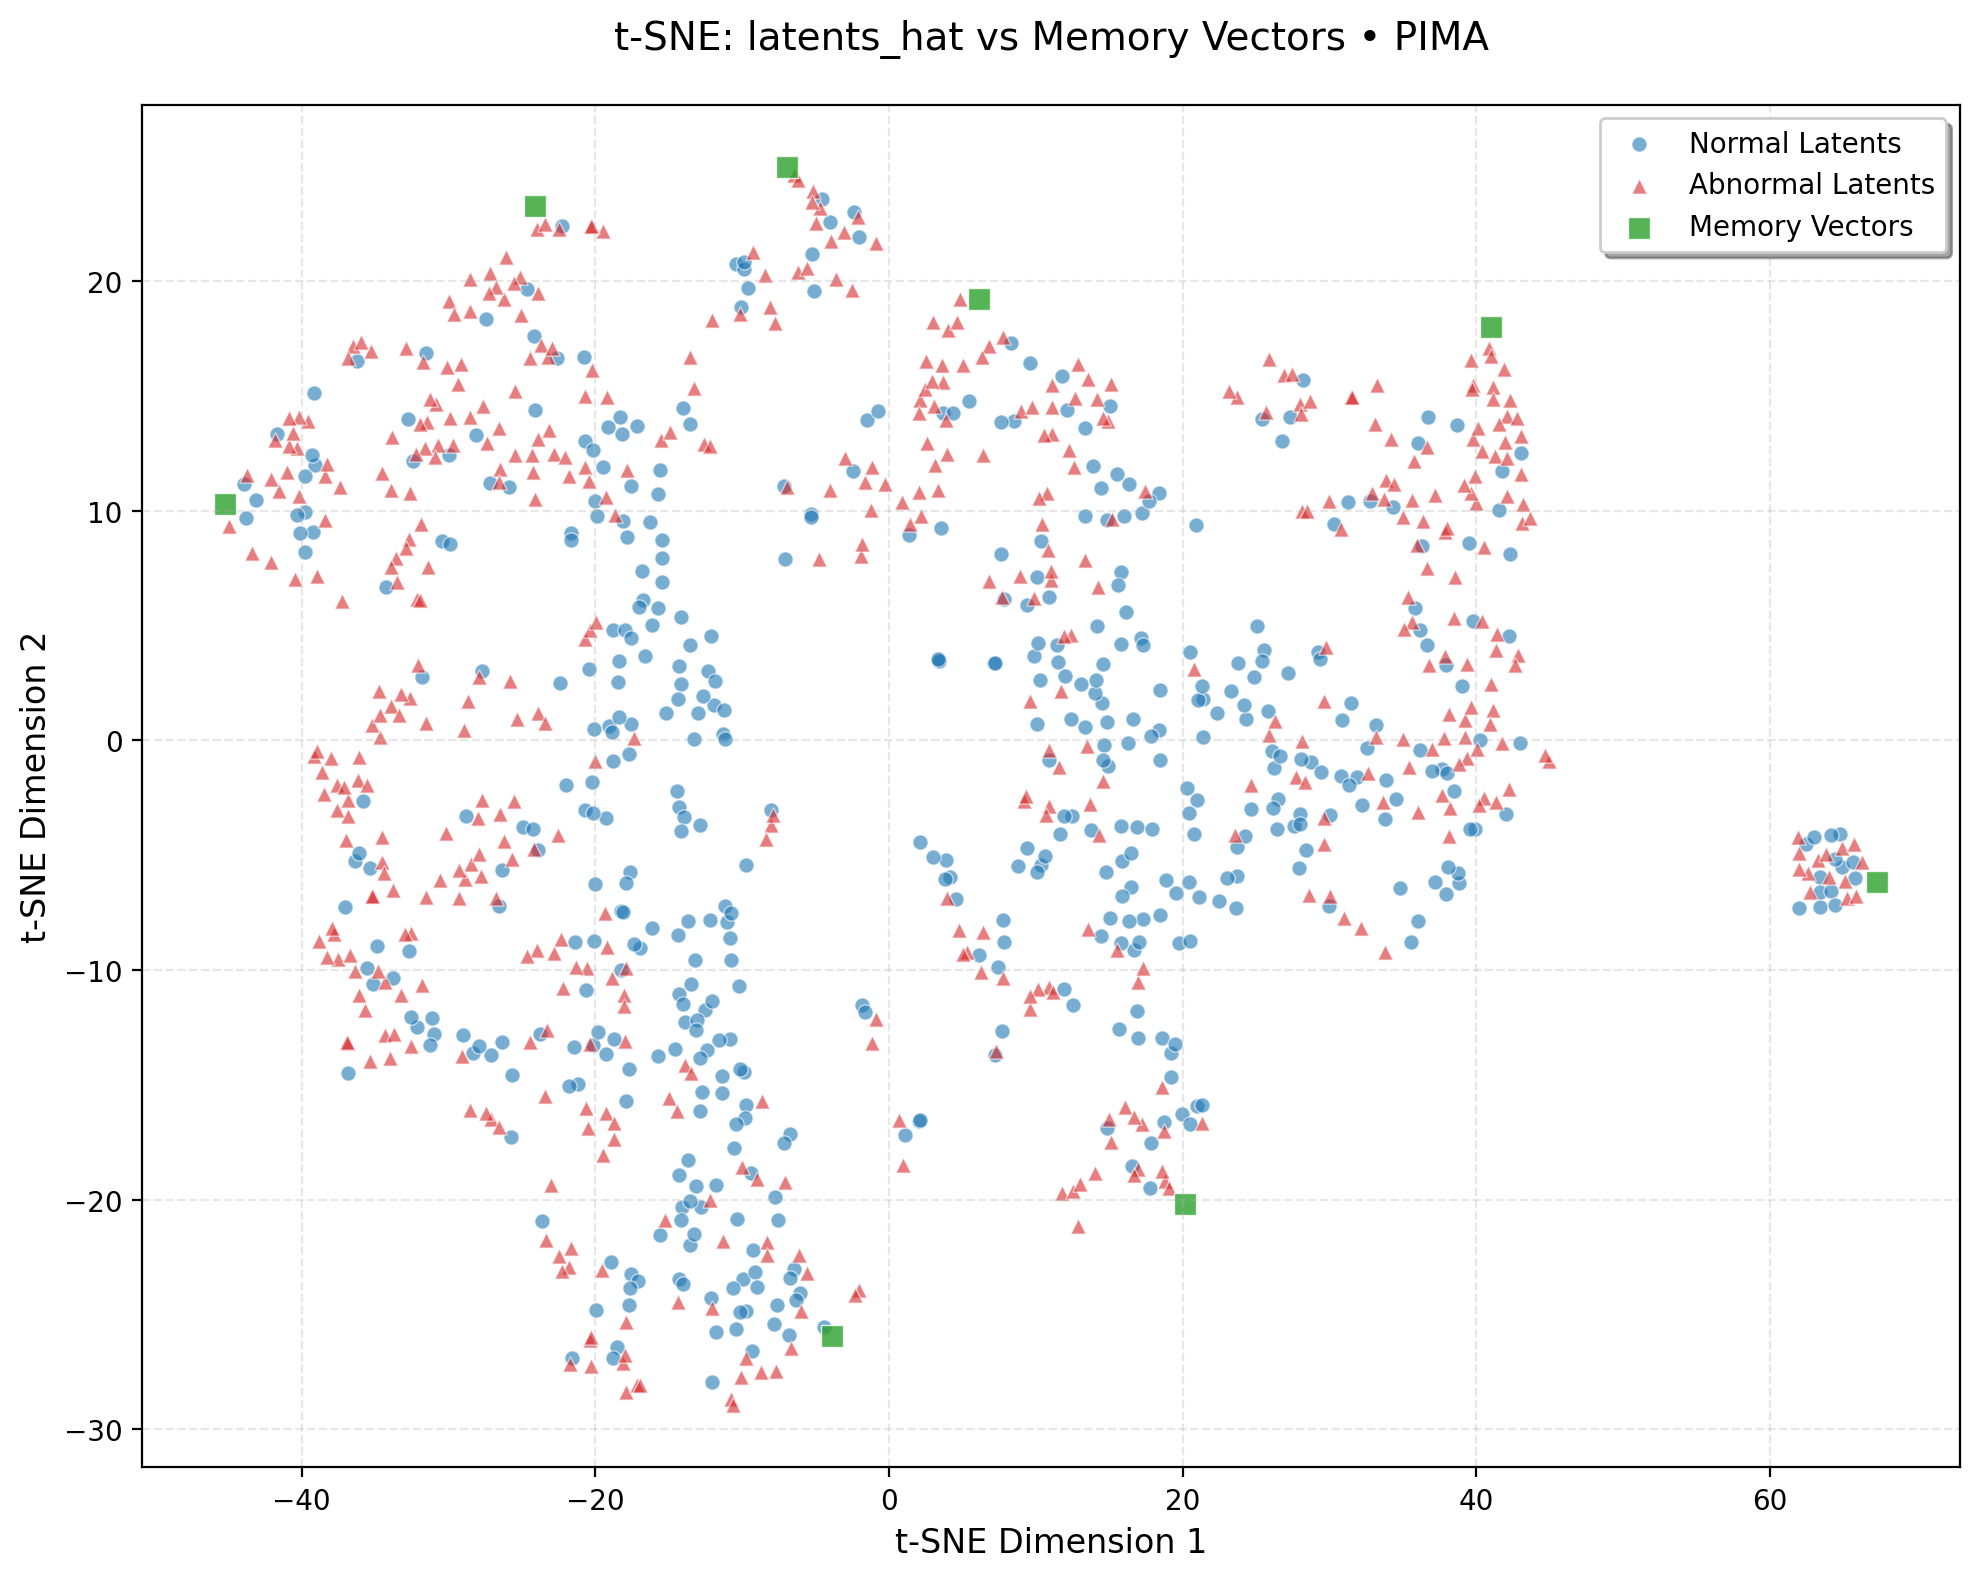 t-SNE: latents_hat vs Memory Vectors • PIMA
Normal Latents
Abnormal Latents
Memory Vectors
t-SNE Dimension 2
20
10
0
−10
−20
−30
−40
−20
0
20
40
60
t-SNE Dimension 1